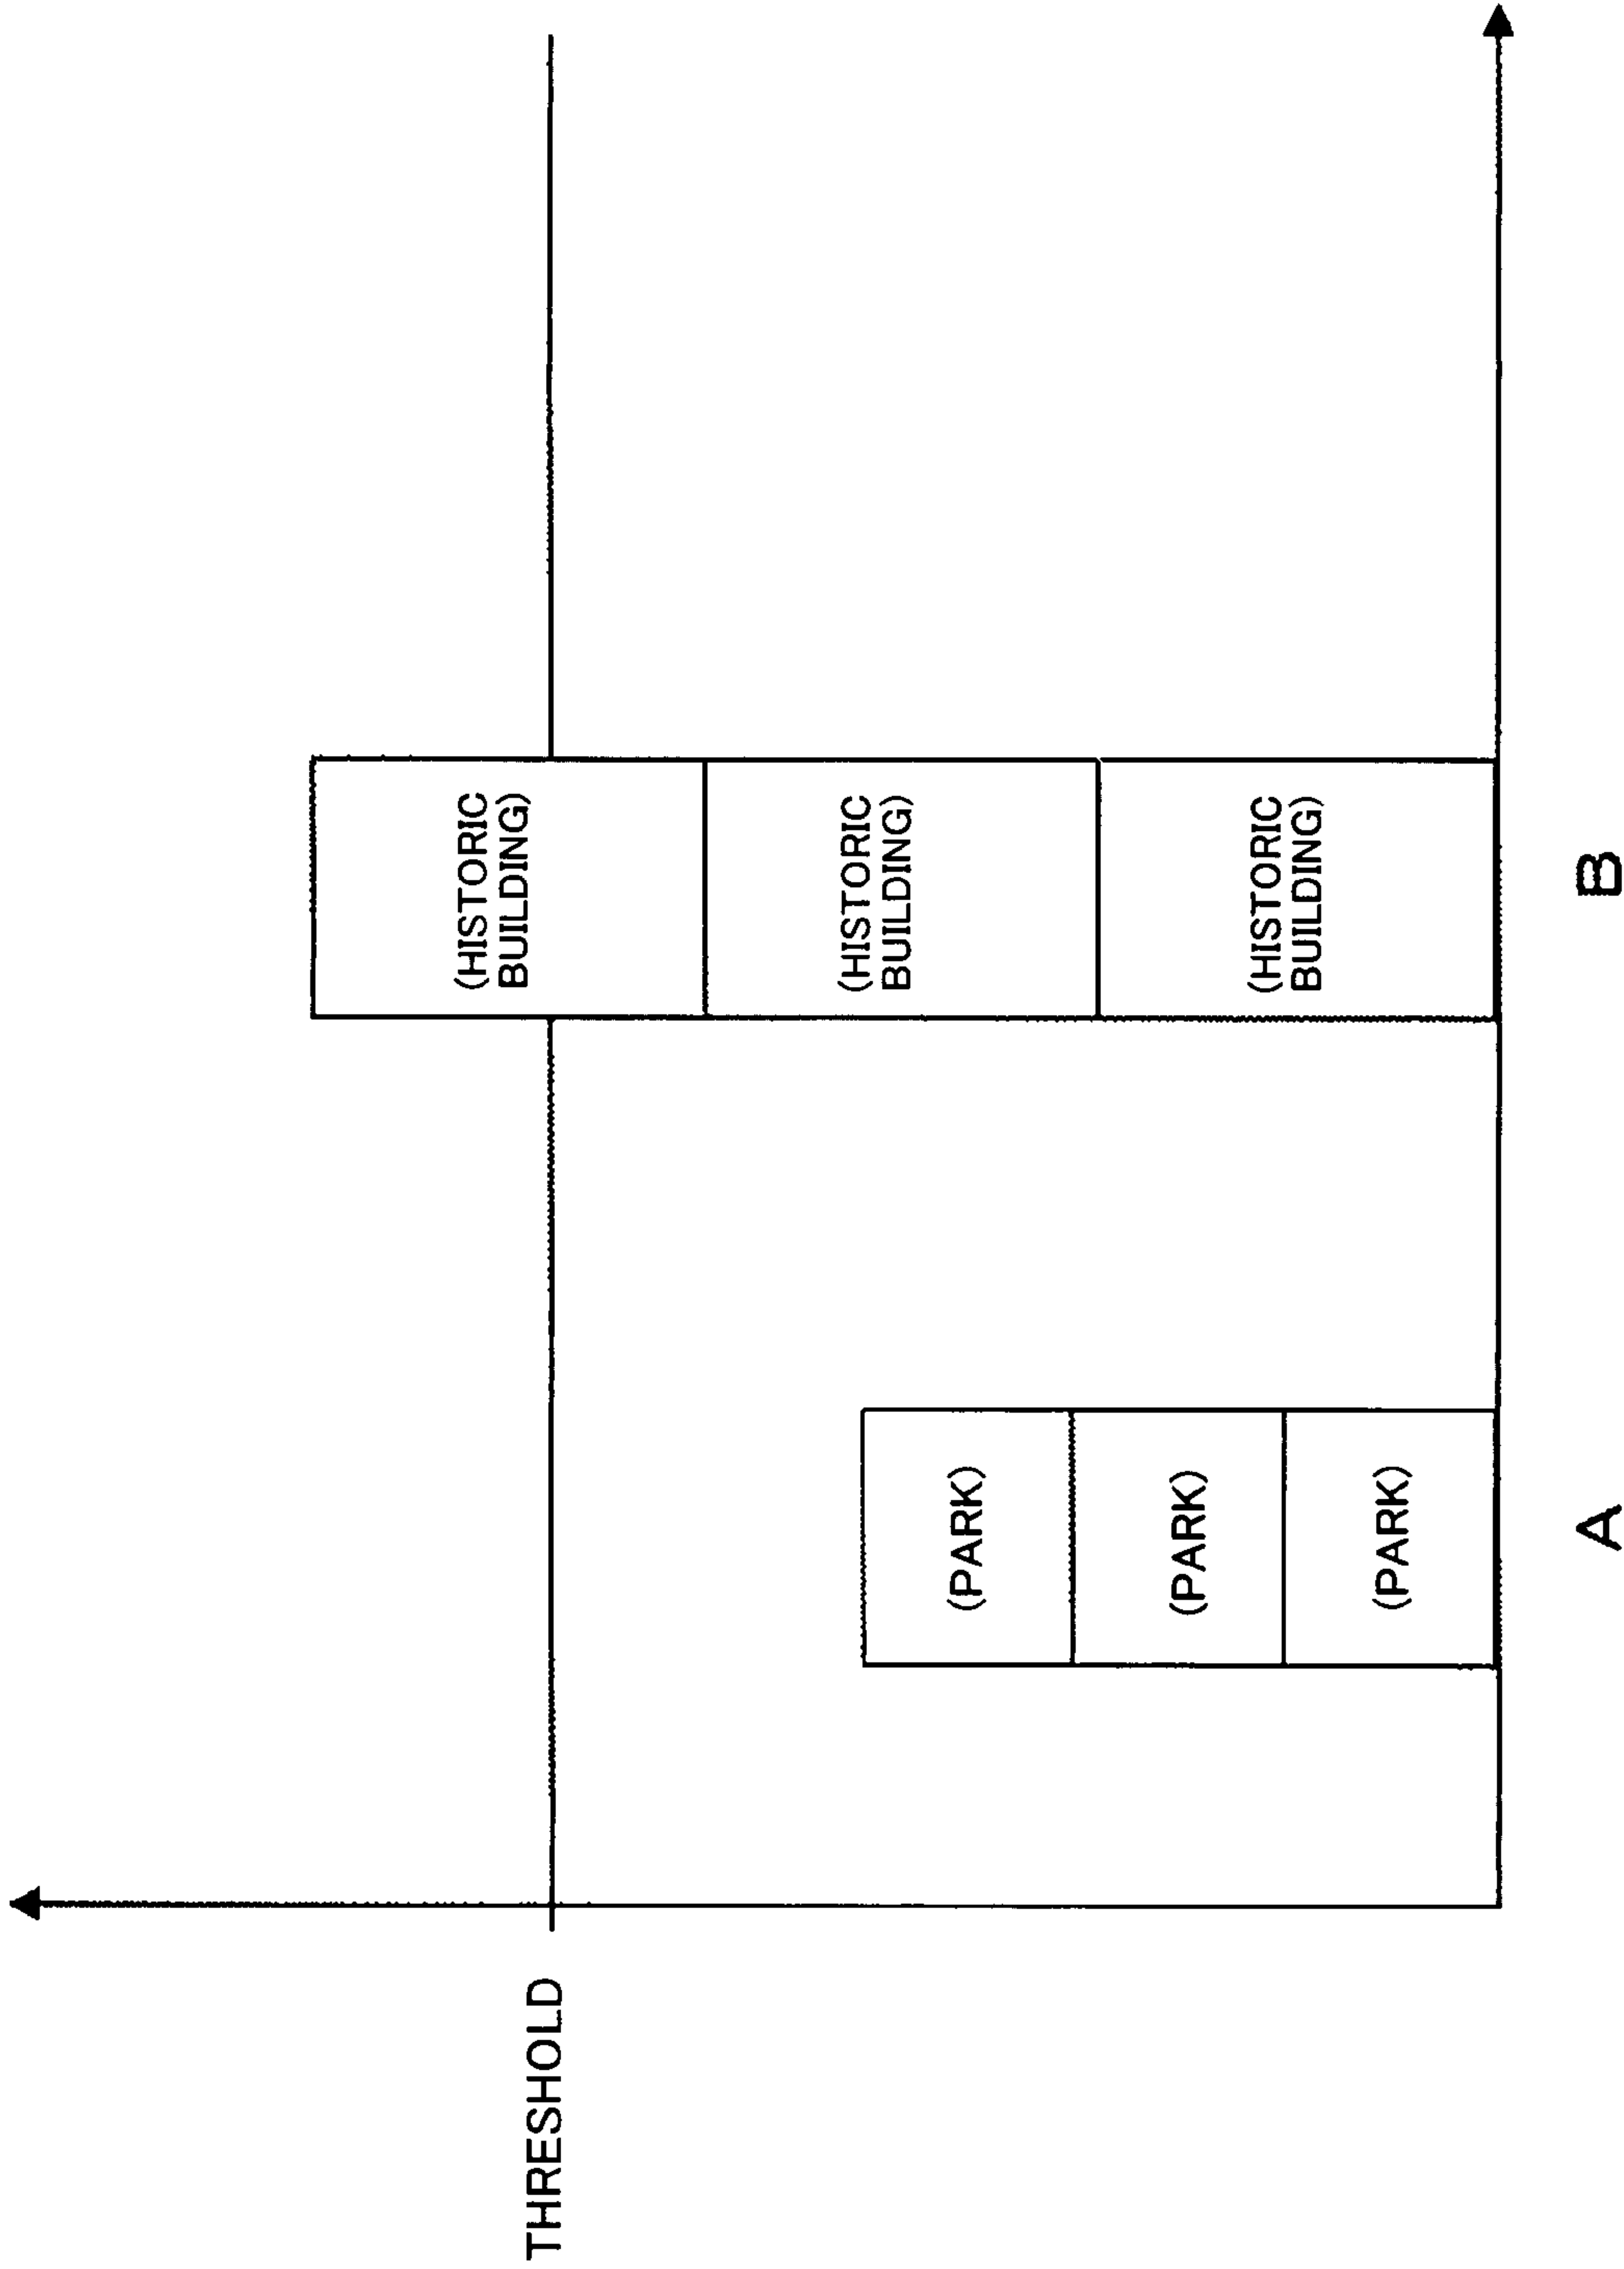 (HISTORIC
BUILDING)
THRESHOLD
(HISTORIC
BUILDING)
(PARK)
(PARK)
(HISTORIC
BUILDING)
(PARK)
A
B